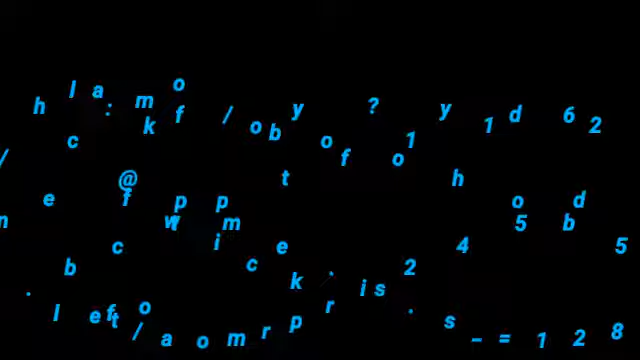 h l a : m o f / y ? y 1 d 6 2
k o b
/ c o f o 1
@ t h
e f p p o d
n w m 5 b
c i e 4 5
b c k . i s 2
. l e f t o r . s
/ a o m r p - = 1 2 8